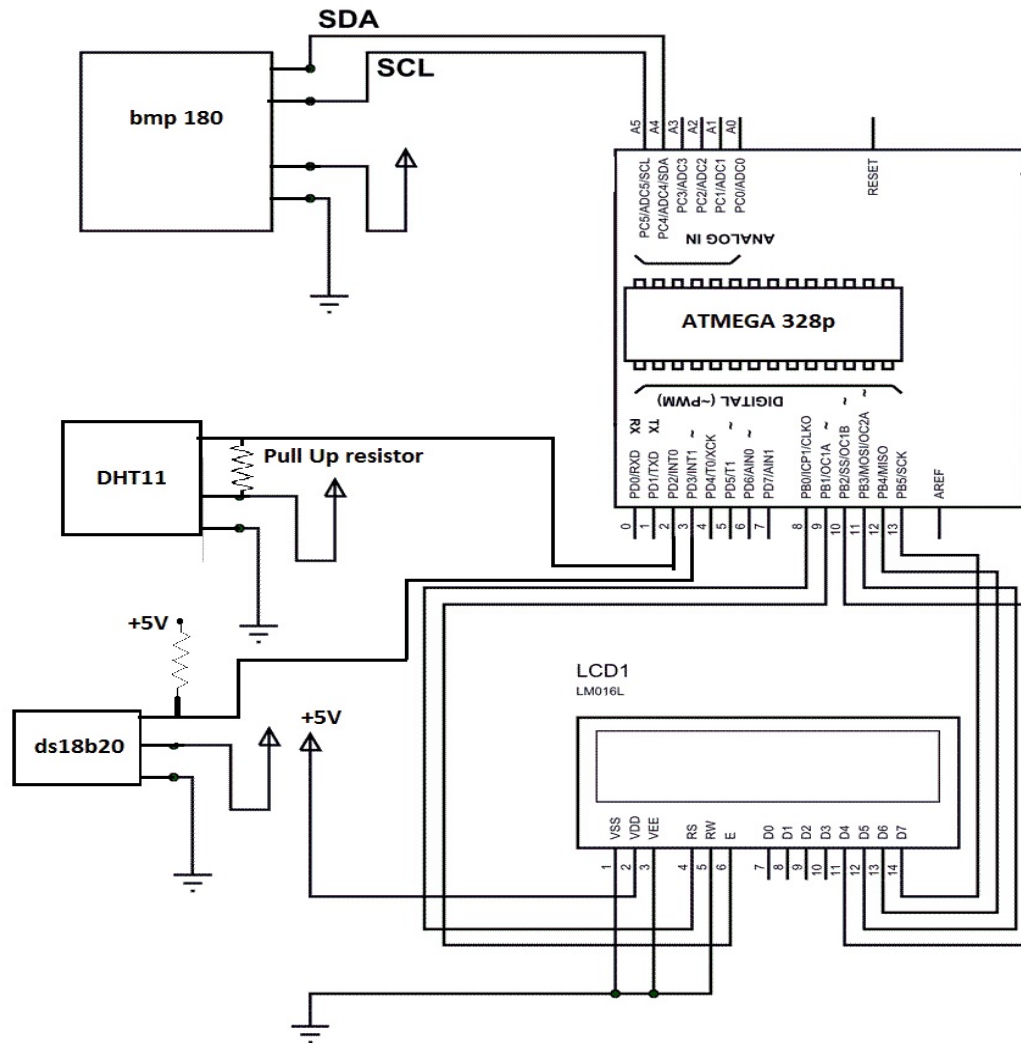 SDA
SCL
bmp 180
A5
A4
A3
A2
A1
A0
PC5/ADC5/SCL
PC4/ADC4/SDA
PC3/ADC3
PC2/ADC2
PC1/ADC1
PC0/ADC0
RESET
ANALOG IN
ATMEGA 328p
DIGITAL (~PWM)
RX
TX
~
~
~
~
~
~
PD0/RXD
PD1/TXD
PD2/INT0
PD3/INT1
PD4/T0/XCK
PD5/T1
PD6/AIN0
PD7/AIN1
PB0/ICP1/CLKO
PB1/OC1A
PB2/SS/OC1B
PB3/MOSI/OC2A
PB4/MISO
PB5/SCK
AREF
0
1
2
3
4
5
6
7
8
9
10
11
12
13
DHT11
Pull Up resistor
+5V
ds18b20
+5V
LCD1
LM016L
VSS
VDD
VEE
RS
RW
E
D0
D1
D2
D3
D4
D5
D6
D7
1
2
3
4
5
6
7
8
9
10
11
12
13
14